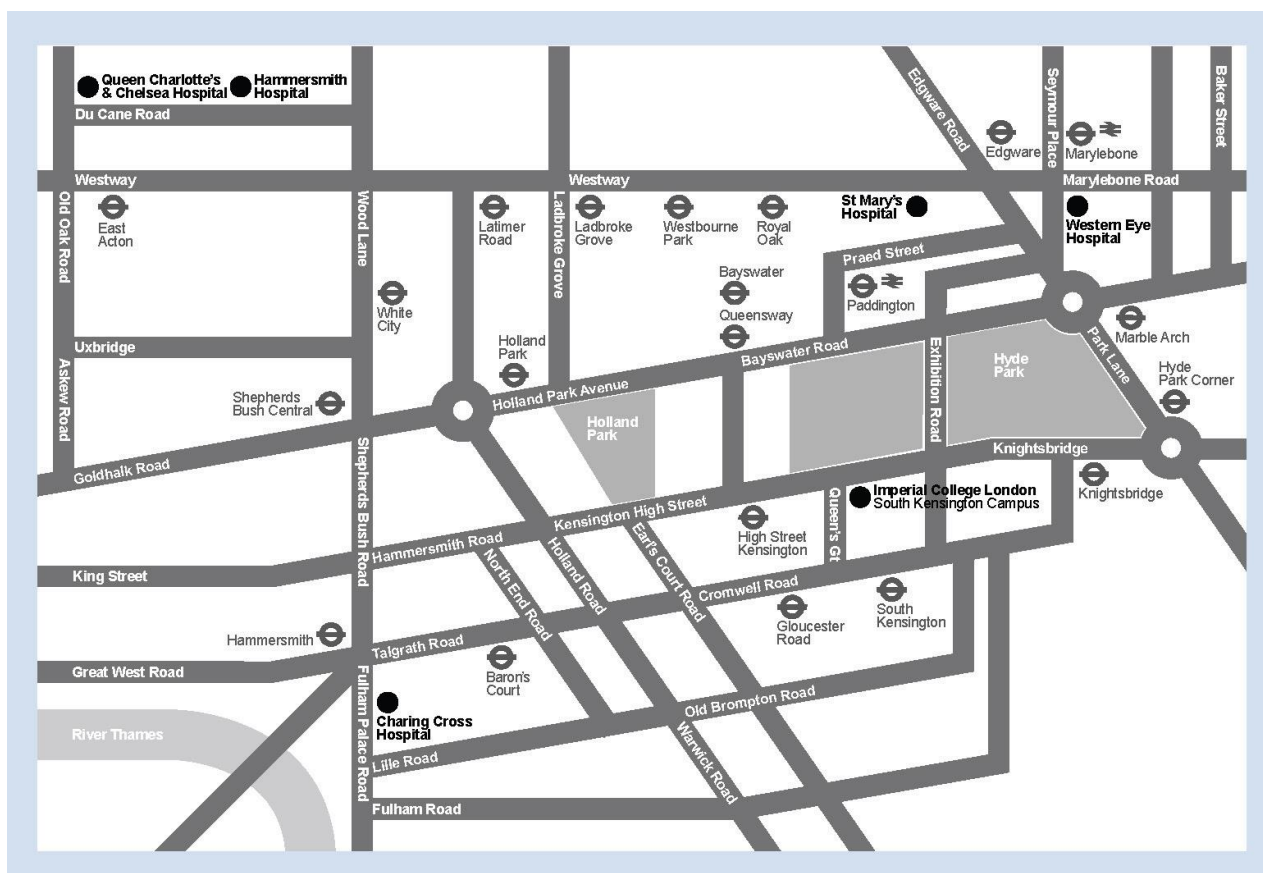 Queen Charlotte's
& Chelsea Hospital
Hammersmith
Hospital
Du Cane Road
Edgware Road
Seymour Place
Baker Street
Edgware
Marylebone
Westway
Westway
Marylebone Road
Old Oak Road
East
Acton
Wood Lane
Latimer
Road
Ladbroke Grove
Ladbroke
Grove
Westbourne
Park
Royal
Oak
St Mary's
Hospital
Western Eye
Hospital
Praed Street
Bayswater
Queensway
Paddington
White
City
Marble Arch
Uxbridge
Holland
Park
Bayswater Road
Exhibition Road
Hyde
Park
Park Lane
Hyde
Park Corner
Askew Road
Shepherds
Bush Central
Holland Park Avenue
Holland
Park
Goldhalk Road
Shepherds Bush Road
Knightsbridge
Knightsbridge
Kensington High Street
Queen's Gt
Imperial College London
South Kensington Campus
High Street
Kensington
Hammersmith Road
King Street
North End Road
Holland Road
Earl's Court Road
Cromwell Road
South
Kensington
Gloucester
Road
Hammersmith
Talgrath Road
Great West Road
Baron's
Court
Fulham Palace Road
Charing Cross
Hospital
Old Brompton Road
River Thames
Lille Road
Warwick Road
Fulham Road